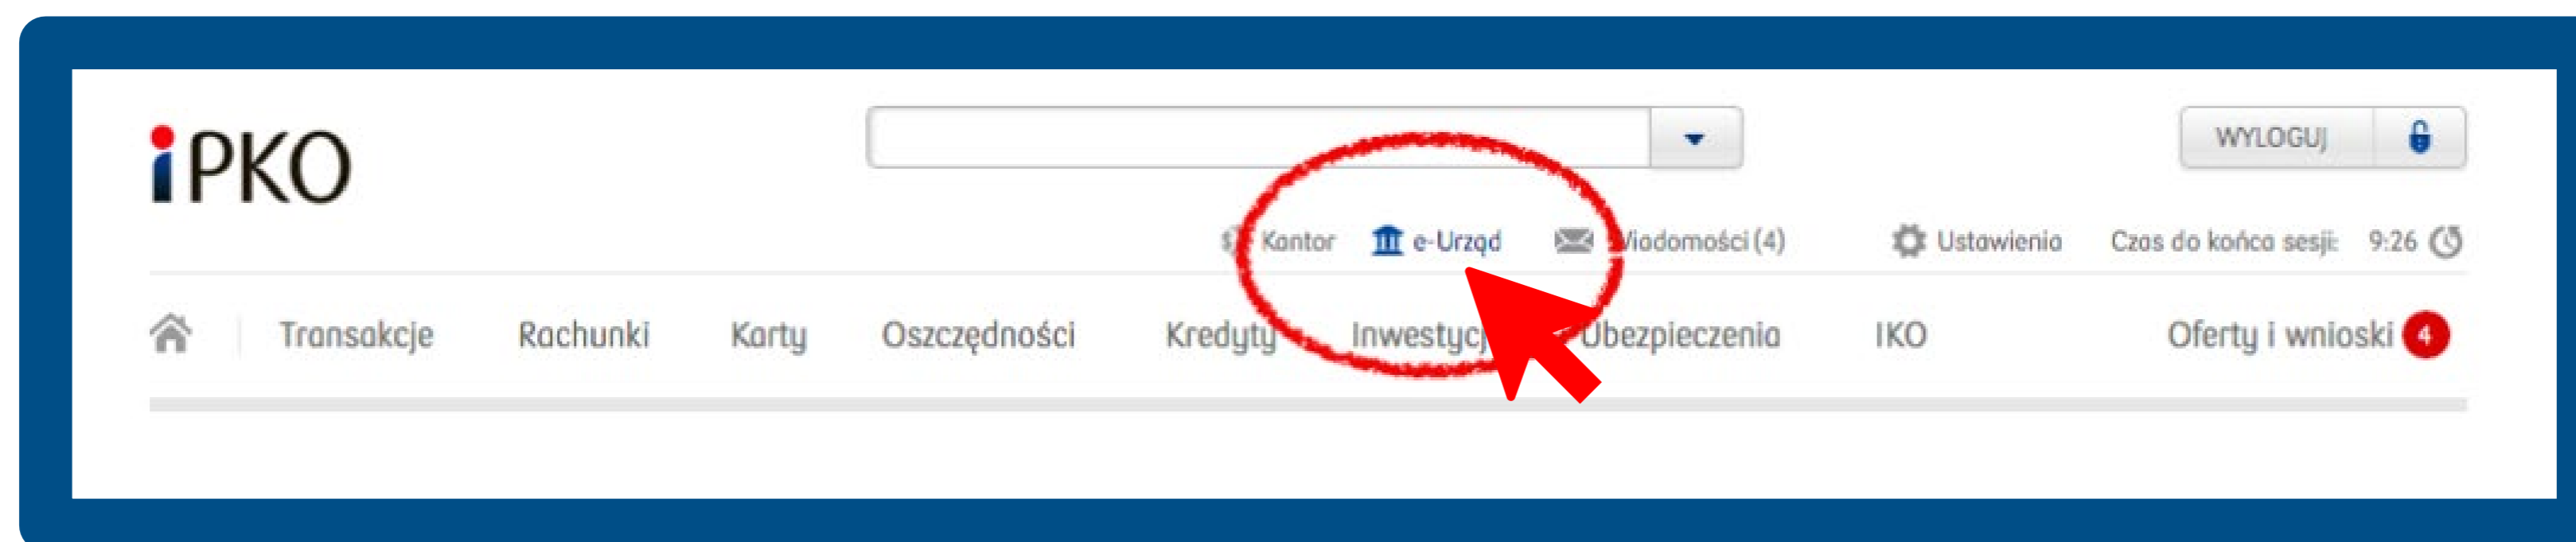 iPKO
WYLOGUJ
Kantor e-Urząd Wiadomości (4) Ustawienia Czas do końca sesji: 9:26
Transakcje Rachunki Karty Oszczędności Kredyty Inwestycje Ubezpieczenia IKO Oferty i wnioski 4